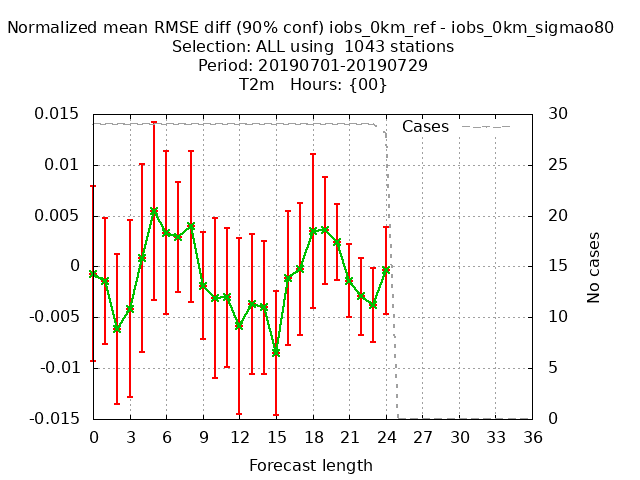 Normalized mean RMSE diff (90% conf) iobs_0km_ref - iobs_0km_sigmao80
Selection: ALL using  1043 stations
Period: 20190701-20190729
T2m   Hours: {00}
0.015
0.01
0.005
0
-0.005
-0.01
-0.015
Cases
30
25
20
15
10
5
0
No cases
0 3 6 9 12 15 18 21 24 27 30 33 36
Forecast length